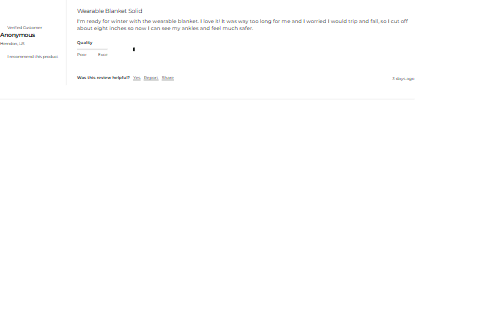 Wearable Blanket Solid
I'm ready for winter with the wearable blanket. I love it! It was way too long for me and I worried I would trip and fall, so I cut off
about eight inches so now I can see my ankles and feel much safer.
Verified Customer
Anonymous
I recommend this product
Quality
Poor
Was this review helpful? Yes Report Share
3 days ago